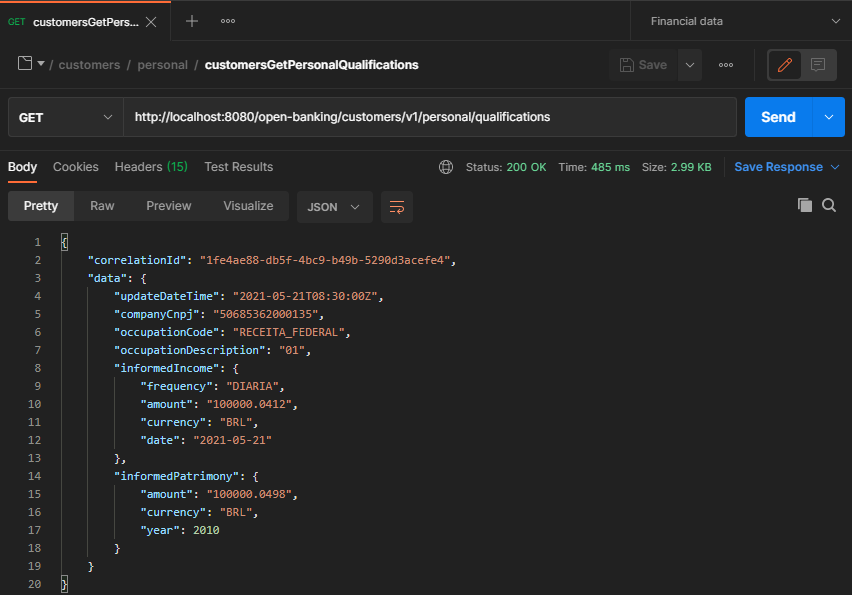 GET customersGetPers...
Financial data
/ customers / personal / customersGetPersonalQualifications
Save
GET
http://localhost:8080/open-banking/customers/v1/personal/qualifications
Send
Body Cookies Headers (15) Test Results
Status: 200 OK Time: 485 ms Size: 2.99 KB
Save Response
Pretty Raw Preview Visualize JSON
1 {
2 "correlationId": "1fe4ae88-db5f-4bc9-b49b-5290d3acefe4",
3 "data": {
4 "updateDateTime": "2021-05-21T08:30:00Z",
5 "companyCnpj": "50685362000135",
6 "occupationCode": "RECEITA_FEDERAL",
7 "occupationDescription": "01",
8 "informedIncome": {
9 "frequency": "DIARIA",
10 "amount": "100000.0412",
11 "currency": "BRL",
12 "date": "2021-05-21"
13 },
14 "informedPatrimony": {
15 "amount": "100000.0498",
16 "currency": "BRL",
17 "year": 2010
18 }
19 }
20 }